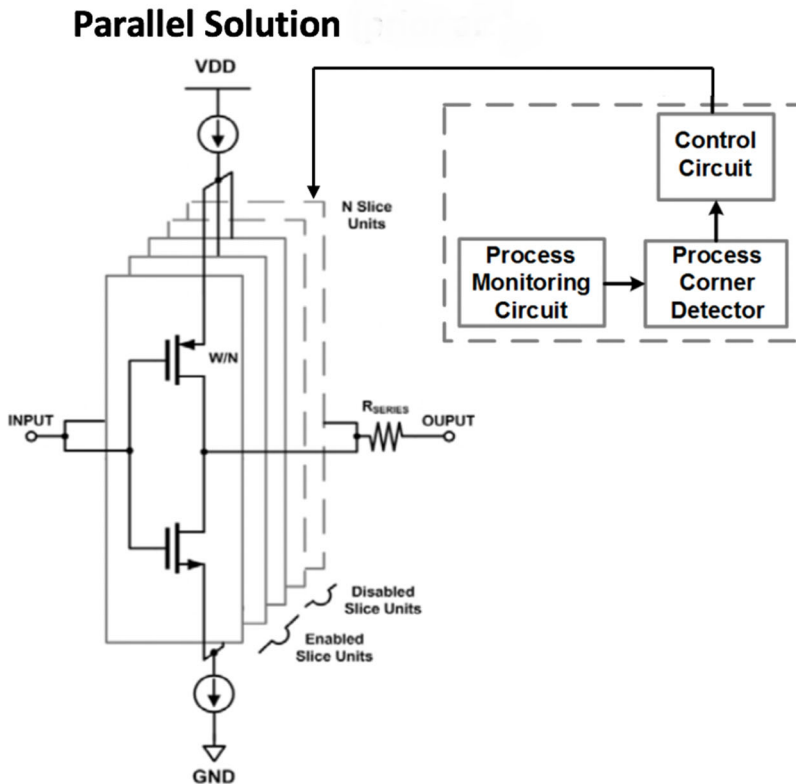 Parallel Solution
VDD
Control
Circuit
N Slice
Units
Process
Monitoring
Circuit
Process
Corner
Detector
W/N
INPUT
RSERIES
OUPUT
Disabled
Slice Units
Enabled
Slice Units
GND